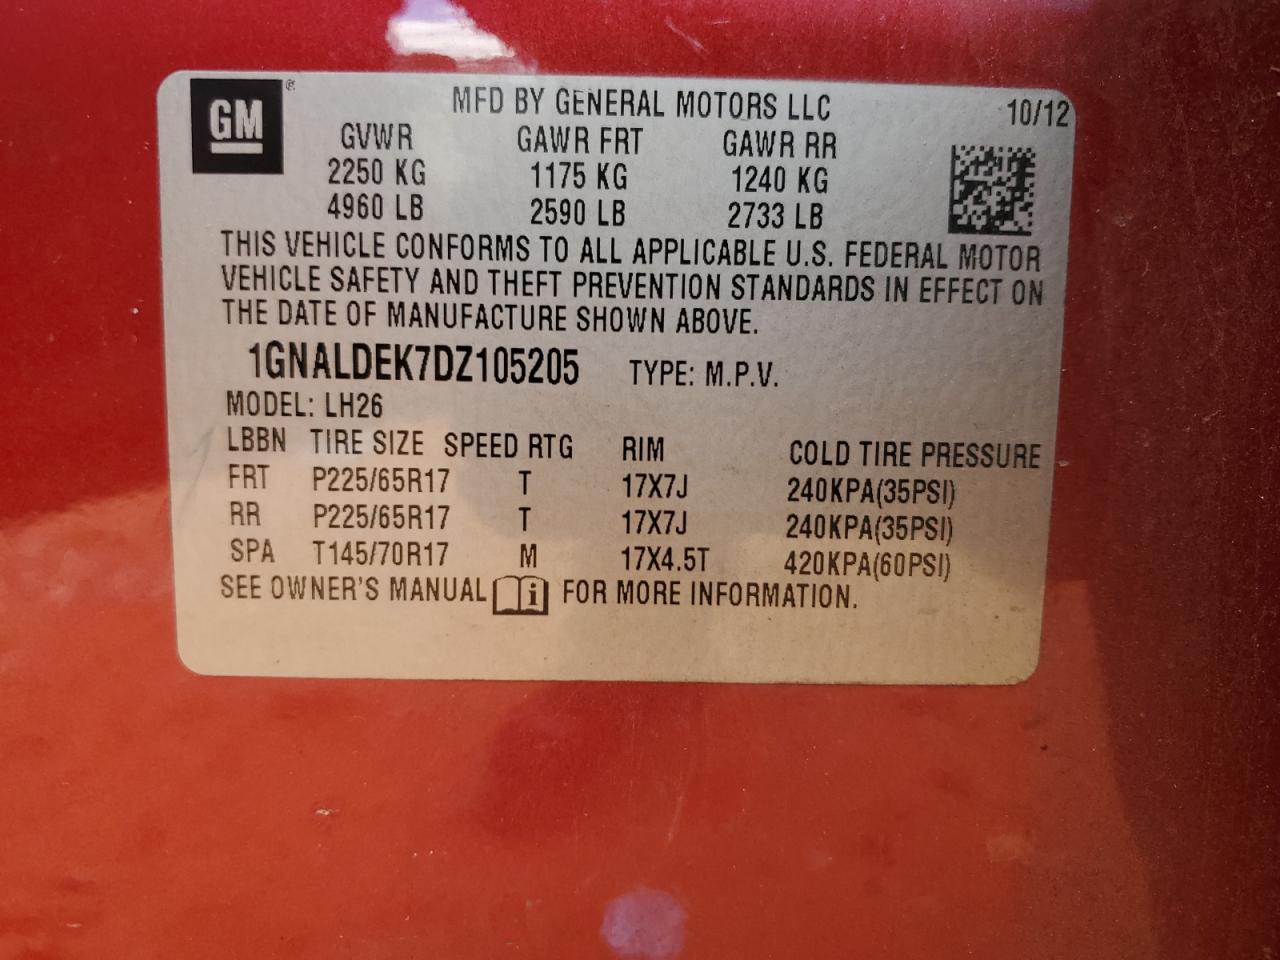 GM®
MFD BY GENERAL MOTORS LLC 10/12
GVWR GAWR FRT GAWR RR
2250 KG 1175 KG 1240 KG
4960 LB 2590 LB 2733 LB
THIS VEHICLE CONFORMS TO ALL APPLICABLE U.S. FEDERAL MOTOR
VEHICLE SAFETY AND THEFT PREVENTION STANDARDS IN EFFECT ON
THE DATE OF MANUFACTURE SHOWN ABOVE.
1GNALDEK7DZ105205 TYPE: M.P.V.
MODEL: LH26
LBBN TIRE SIZE SPEED RTG RIM COLD TIRE PRESSURE
FRT P225/65R17 T 17X7J 240KPA(35PSI)
RR P225/65R17 T 17X7J 240KPA(35PSI)
SPA T145/70R17 M 17X4.5T 420KPA(60PSI)
SEE OWNER'S MANUAL i FOR MORE INFORMATION.